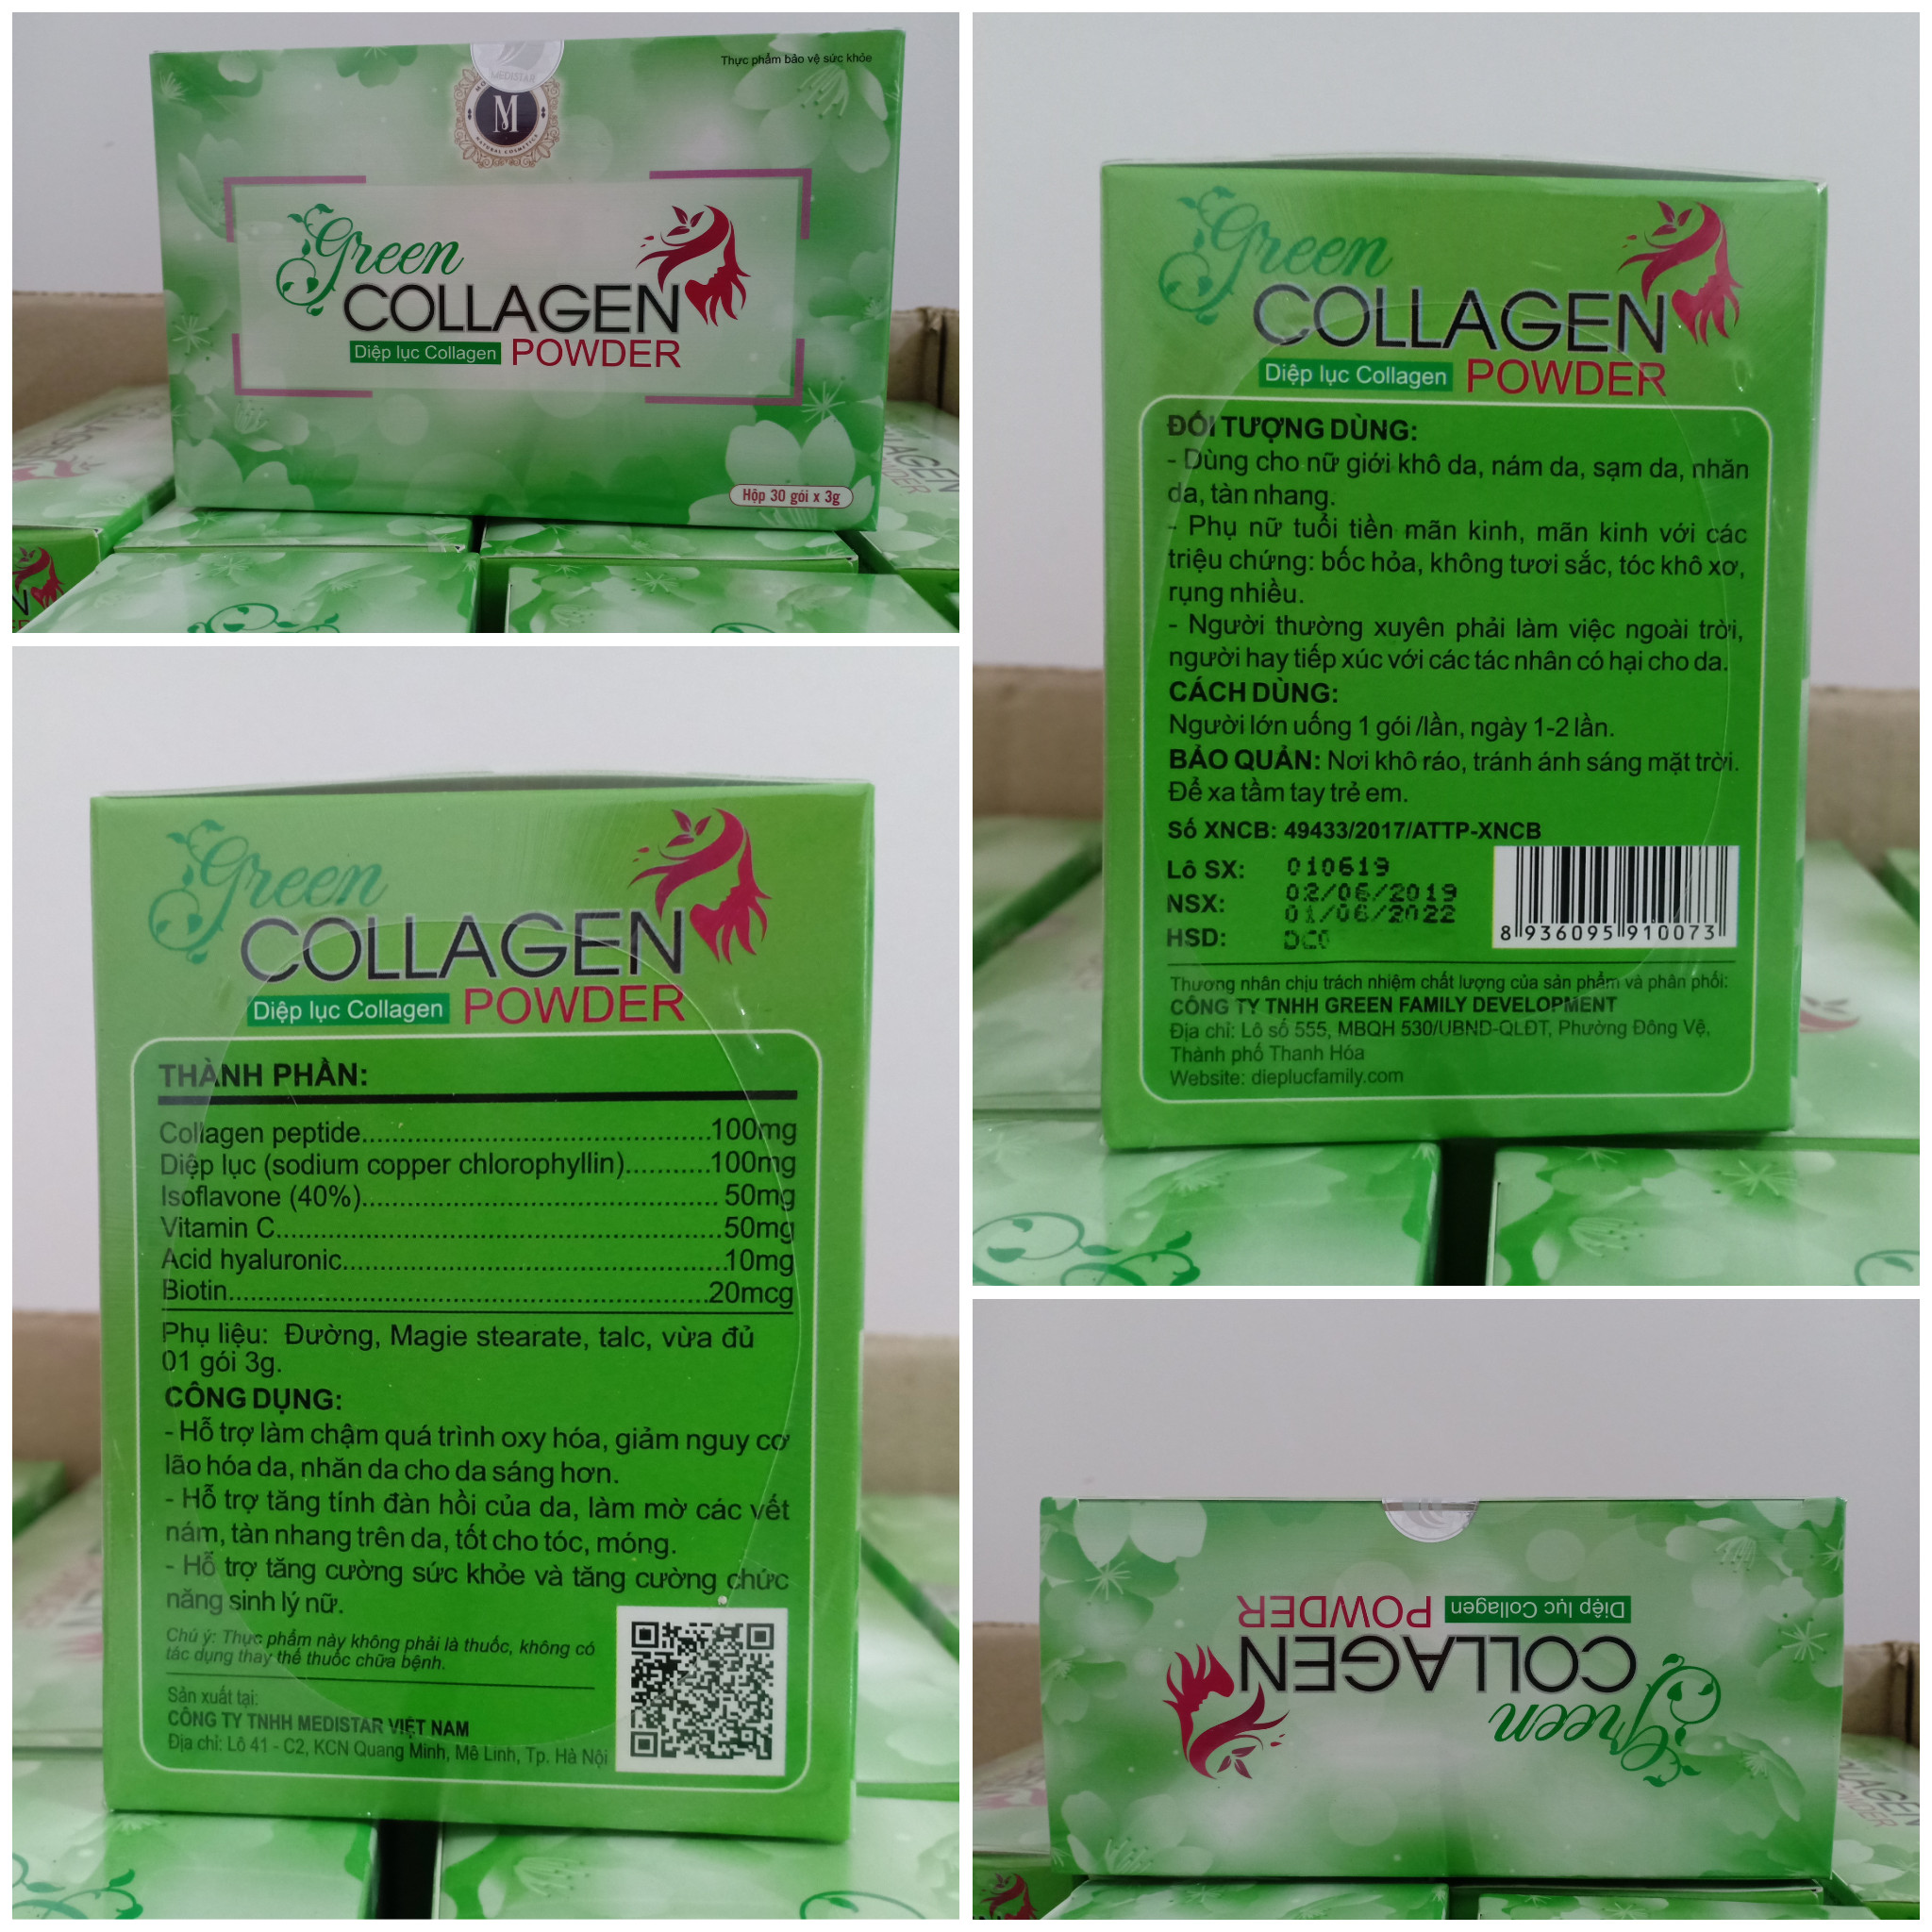 Thực phẩm bảo vệ sức khỏe
MEDISTAR
M
NATURAL COSMETICS
Green
COLLAGEN
Diệp lục Collagen POWDER
Hộp 30 gói x 3g
Green
COLLAGEN
Diệp lục Collagen POWDER
ĐỐI TƯỢNG DÙNG:
- Dùng cho nữ giới khô da, nám da, sạm da, nhăn
da, tàn nhang.
- Phụ nữ tuổi tiền mãn kinh, mãn kinh với các
triệu chứng: bốc hỏa, không tươi sắc, tóc khô xơ,
rụng nhiều.
- Người thường xuyên phải làm việc ngoài trời,
người hay tiếp xúc với các tác nhân có hại cho da.
CÁCH DÙNG:
Người lớn uống 1 gói /lần, ngày 1-2 lần.
BẢO QUẢN: Nơi khô ráo, tránh ánh sáng mặt trời.
Để xa tầm tay trẻ em.
Số XNCB: 49433/2017/ATTP-XNCB
Lô SX: 010619
NSX: 02/06/2019
01/06/2022
HSD:
8 936095 910073
Thương nhân chịu trách nhiệm chất lượng của sản phẩm và phân phối:
CÔNG TY TNHH GREEN FAMILY DEVELOPMENT
Địa chỉ: Lô số 555, MBQH 530/UBND-QLĐT, Phường Đông Vệ,
Thành phố Thanh Hóa
Website: dieplucfamily.com
Green
COLLAGEN
Diệp lục Collagen POWDER
THÀNH PHẦN:
Collagen peptide..............................................100mg
Diệp lục (sodium copper chlorophyllin)...........100mg
Isoflavone (40%)............................................... 50mg
Vitamin C...........................................................50mg
Acid hyaluronic...................................................10mg
Biotin................................................................20mcg
Phụ liệu: Đường, Magie stearate, talc, vừa đủ
01 gói 3g.
CÔNG DỤNG:
- Hỗ trợ làm chậm quá trình oxy hóa, giảm nguy cơ
lão hóa da, nhăn da cho da sáng hơn.
- Hỗ trợ tăng tính đàn hồi của da, làm mờ các vết
nám, tàn nhang trên da, tốt cho tóc, móng.
- Hỗ trợ tăng cường sức khỏe và tăng cường chức
năng sinh lý nữ.
Chú ý: Thực phẩm này không phải là thuốc, không có
tác dụng thay thế thuốc chữa bệnh.
Sản xuất tại:
CÔNG TY TNHH MEDISTAR VIỆT NAM
Địa chỉ: Lô 41 - C2, KCN Quang Minh, Mê Linh, Tp. Hà Nội
Green
COLLAGEN
Diệp lục Collagen POWDER